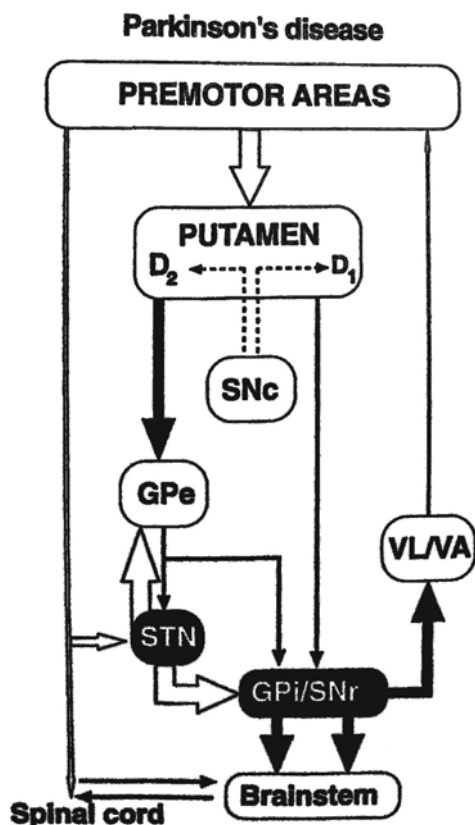 Parkinson's disease
PREMOTOR AREAS
PUTAMEN
D2 D1
SNc
GPe
VL/VA
STN
GPi/SNr
Brainstem
Spinal cord